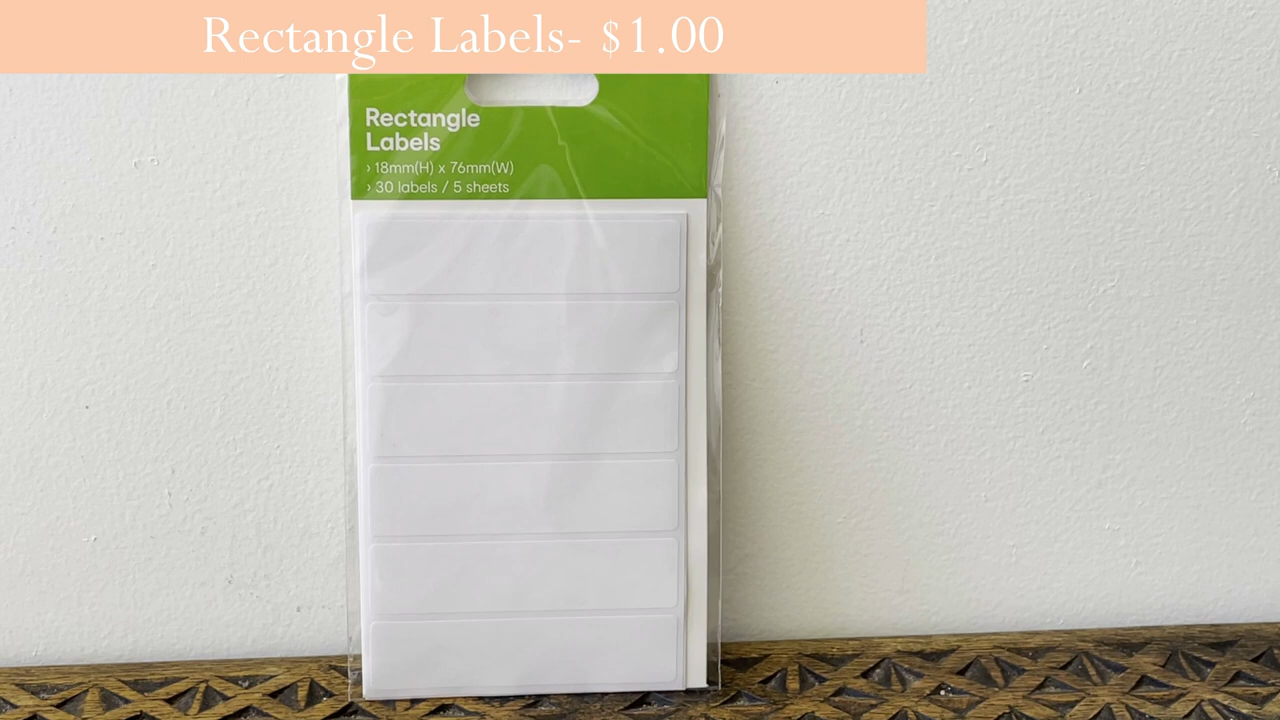 Rectangle Labels- $1.00
Rectangle
Labels
› 18mm(H) x 76mm(W)
› 30 labels / 5 sheets